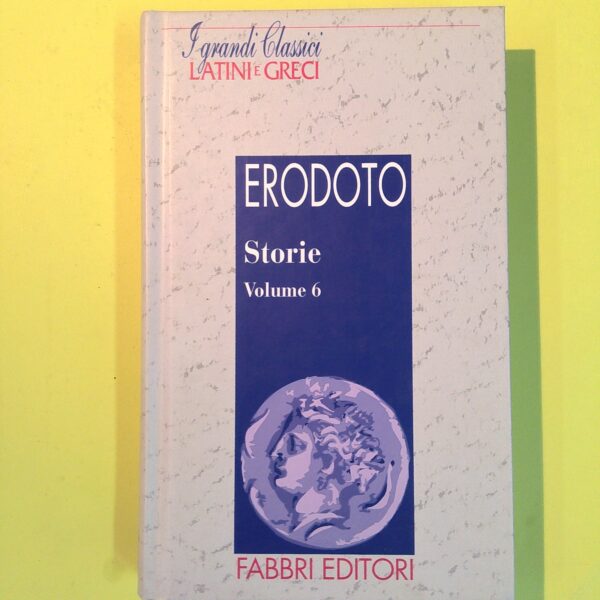 I grandi Classici
LATINI E GRECI
ERODOTO
Storie
Volume 6
FABBRI EDITORI